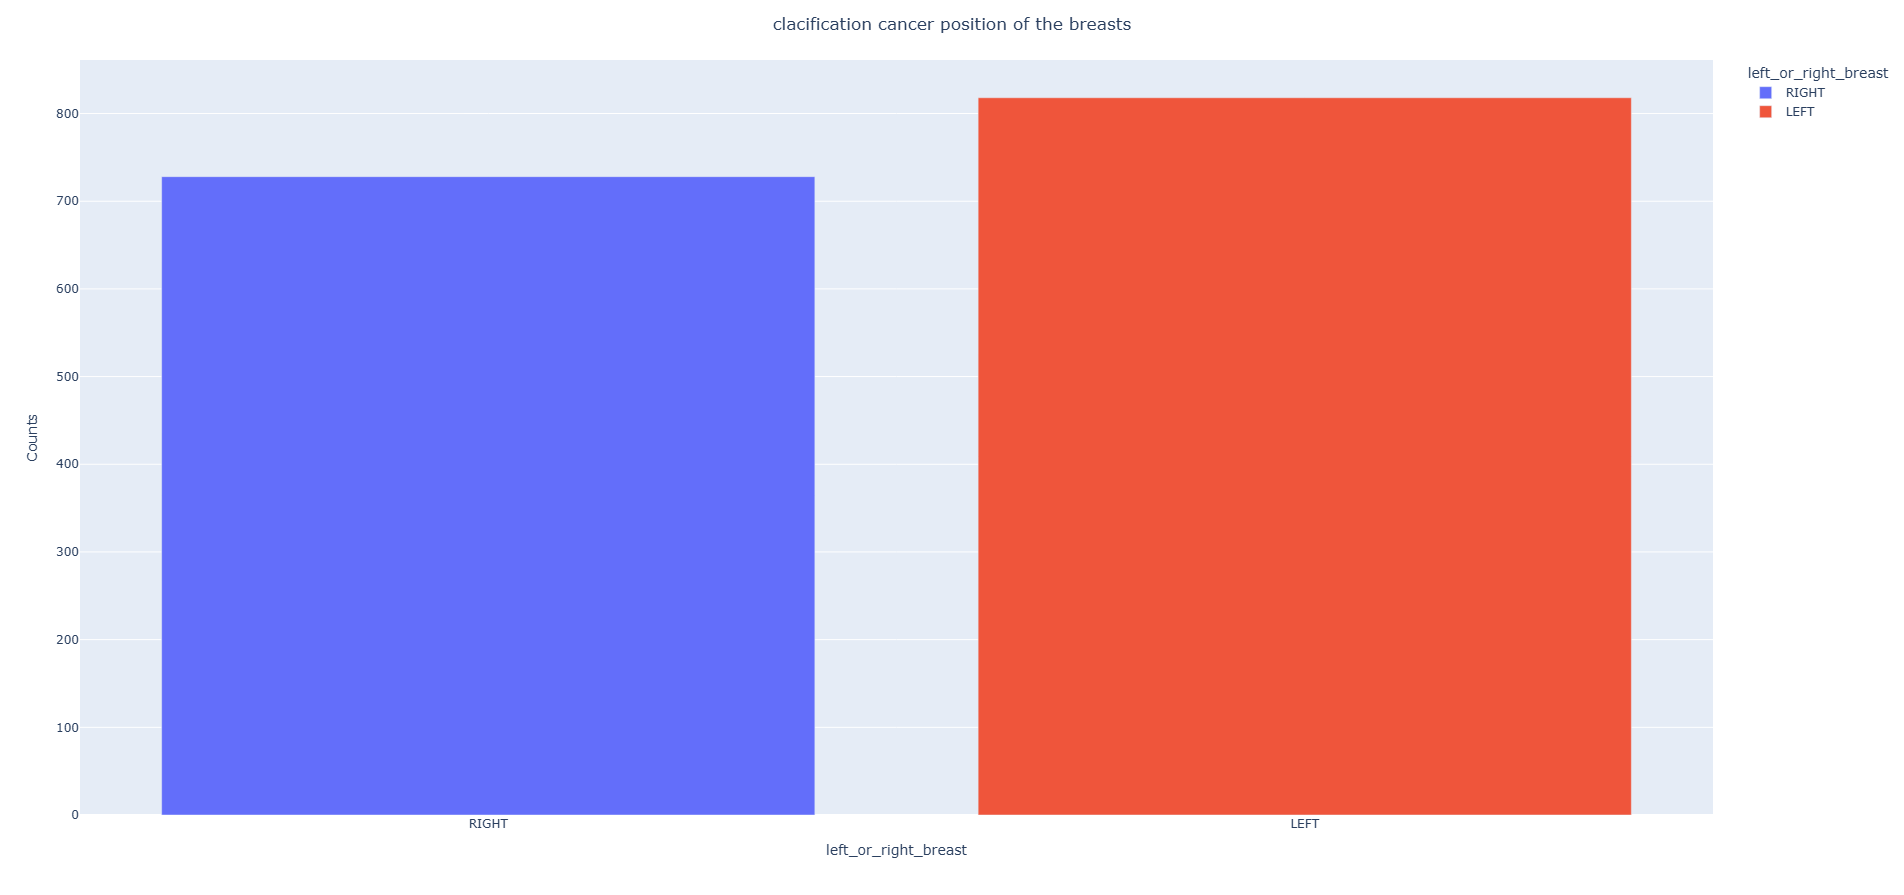 clacification cancer position of the breasts
left_or_right_breast
RIGHT
LEFT
800
700
600
500
400
300
200
100
0
Counts
RIGHT
LEFT
left_or_right_breast